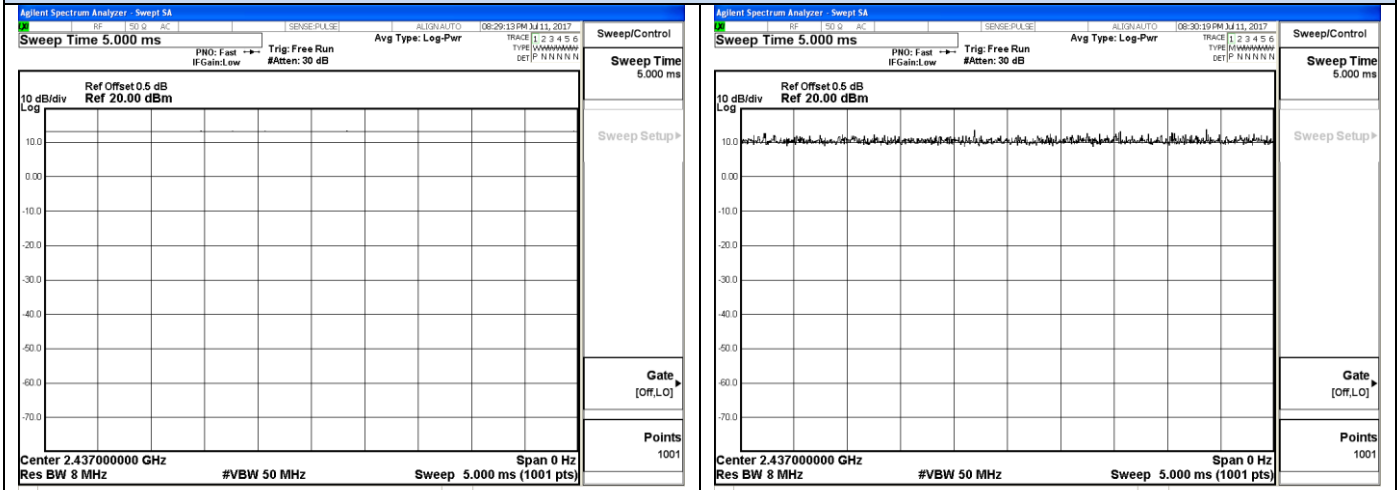 Agilent Spectrum Analyzer - Swept SA
LXI RF 50 Ω AC SENSE:PULSE ALIGNAUTO 08:29:13 PM Jul 11, 2017
Sweep Time 5.000 ms
Avg Type: Log-Pwr
TRACE 1 2 3 4 5 6
PNO: Fast Trig: Free Run
TYPE
IFGain:Low #Atten: 30 dB
DET P N N N N N
Ref Offset 0.5 dB
10 dB/div Ref 20.00 dBm
Log
10.0
0.00
-10.0
-20.0
-30.0
-40.0
-50.0
-60.0
-70.0
Center 2.437000000 GHz Span 0 Hz
Res BW 8 MHz #VBW 50 MHz Sweep 5.000 ms (1001 pts)
Sweep/Control
Sweep Time
5.000 ms
Sweep Setup
Gate
[Off,LO]
Points
1001
Agilent Spectrum Analyzer - Swept SA
LXI RF 50 Ω AC SENSE:PULSE ALIGNAUTO 08:30:19 PM Jul 11, 2017
Sweep Time 5.000 ms
Avg Type: Log-Pwr
TRACE 1 2 3 4 5 6
PNO: Fast Trig: Free Run
TYPE
IFGain:Low #Atten: 30 dB
DET P N N N N N
Ref Offset 0.5 dB
10 dB/div Ref 20.00 dBm
Log
10.0
0.00
-10.0
-20.0
-30.0
-40.0
-50.0
-60.0
-70.0
Center 2.437000000 GHz Span 0 Hz
Res BW 8 MHz #VBW 50 MHz Sweep 5.000 ms (1001 pts)
Sweep/Control
Sweep Time
5.000 ms
Sweep Setup
Gate
[Off,LO]
Points
1001